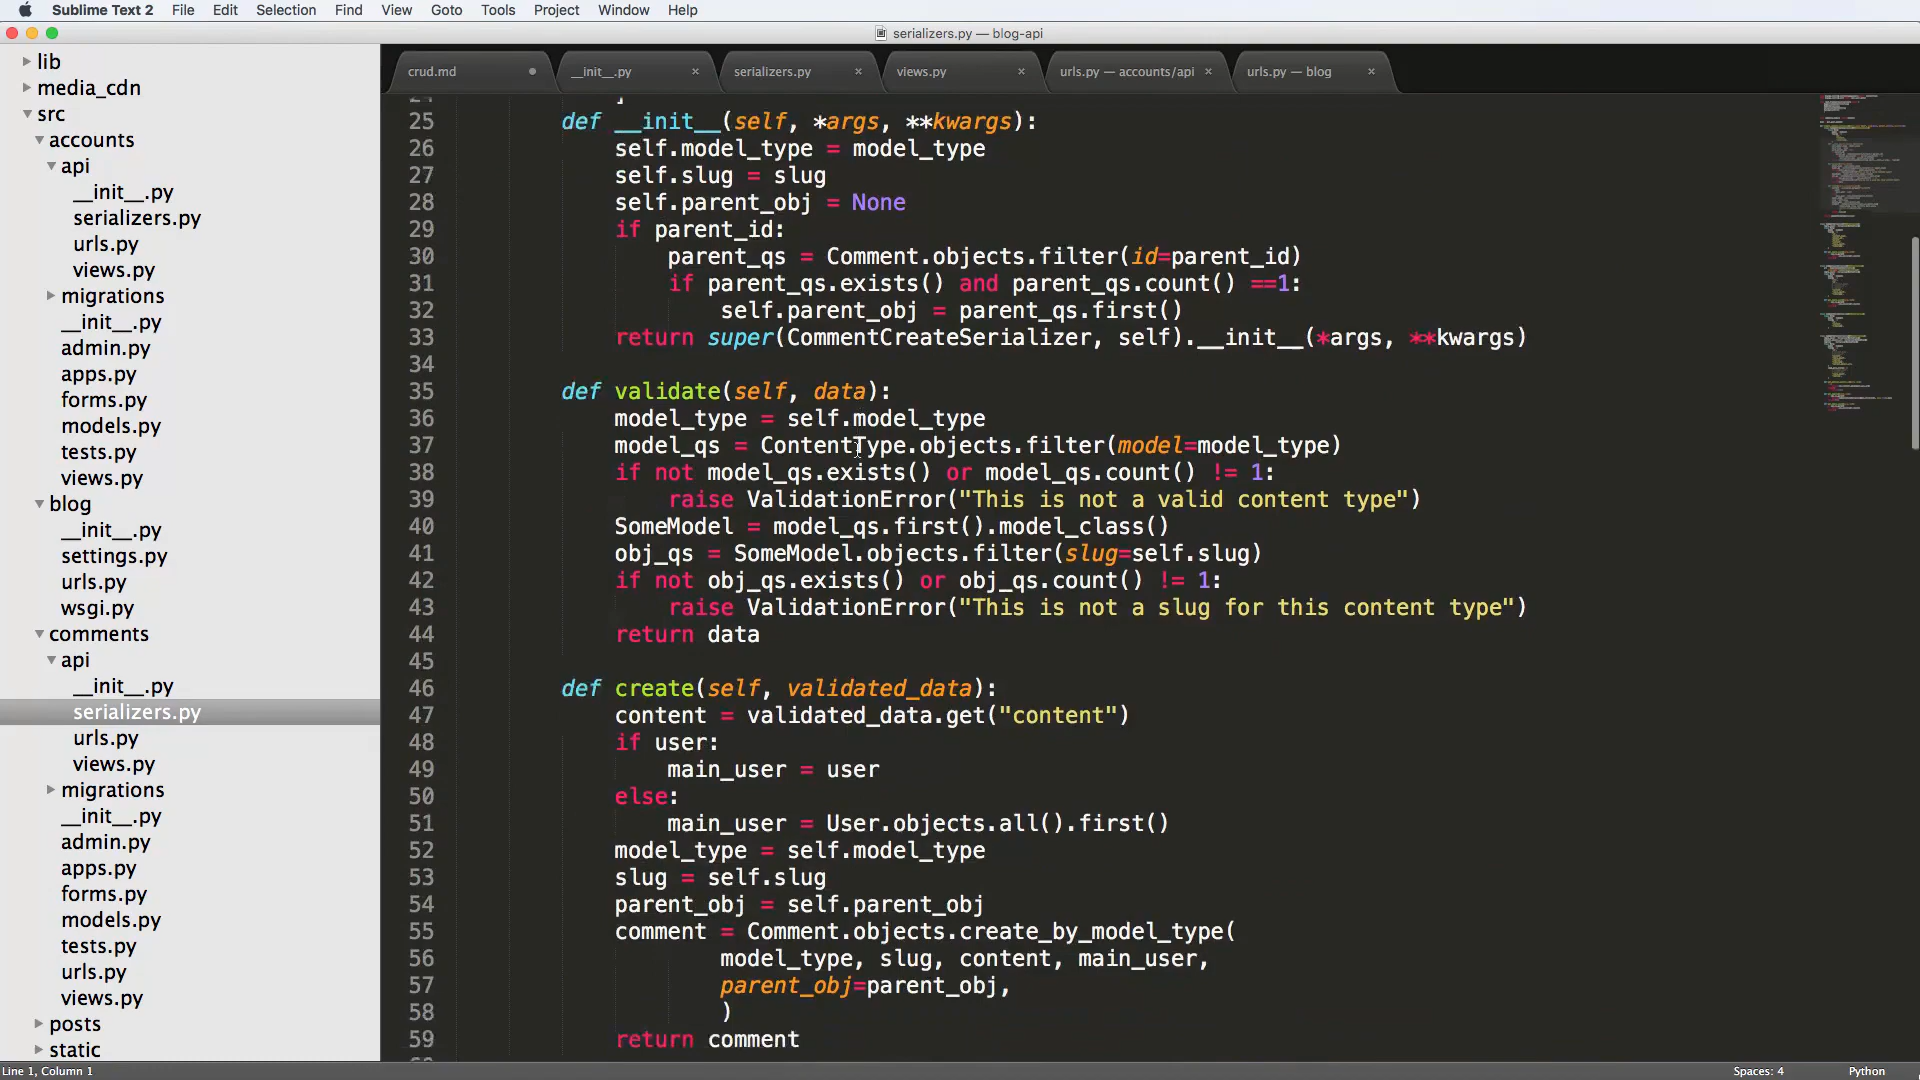 Sublime Text 2 File Edit Selection Find View Goto Tools Project Window Help
serializers.py — blog-api
crud.md __init__.py serializers.py views.py urls.py — accounts/api urls.py — blog
lib
media_cdn
src
accounts
api
__init__.py
serializers.py
urls.py
views.py
migrations
__init__.py
admin.py
apps.py
forms.py
models.py
tests.py
views.py
blog
__init__.py
settings.py
urls.py
wsgi.py
comments
api
__init__.py
serializers.py
urls.py
views.py
migrations
__init__.py
admin.py
apps.py
forms.py
models.py
tests.py
urls.py
views.py
posts
static
24 ]
25 def __init__(self, *args, **kwargs):
26 self.model_type = model_type
27 self.slug = slug
28 self.parent_obj = None
29 if parent_id:
30 parent_qs = Comment.objects.filter(id=parent_id)
31 if parent_qs.exists() and parent_qs.count() ==1:
32 self.parent_obj = parent_qs.first()
33 return super(CommentCreateSerializer, self).__init__(*args, **kwargs)
34
35 def validate(self, data):
36 model_type = self.model_type
37 model_qs = ContentType.objects.filter(model=model_type)
38 if not model_qs.exists() or model_qs.count() != 1:
39 raise ValidationError("This is not a valid content type")
40 SomeModel = model_qs.first().model_class()
41 obj_qs = SomeModel.objects.filter(slug=self.slug)
42 if not obj_qs.exists() or obj_qs.count() != 1:
43 raise ValidationError("This is not a slug for this content type")
44 return data
45
46 def create(self, validated_data):
47 content = validated_data.get("content")
48 if user:
49 main_user = user
50 else:
51 main_user = User.objects.all().first()
52 model_type = self.model_type
53 slug = self.slug
54 parent_obj = self.parent_obj
55 comment = Comment.objects.create_by_model_type(
56 model_type, slug, content, main_user,
57 parent_obj=parent_obj,
58 )
59 return comment
Line 1, Column 1 Spaces: 4 Python